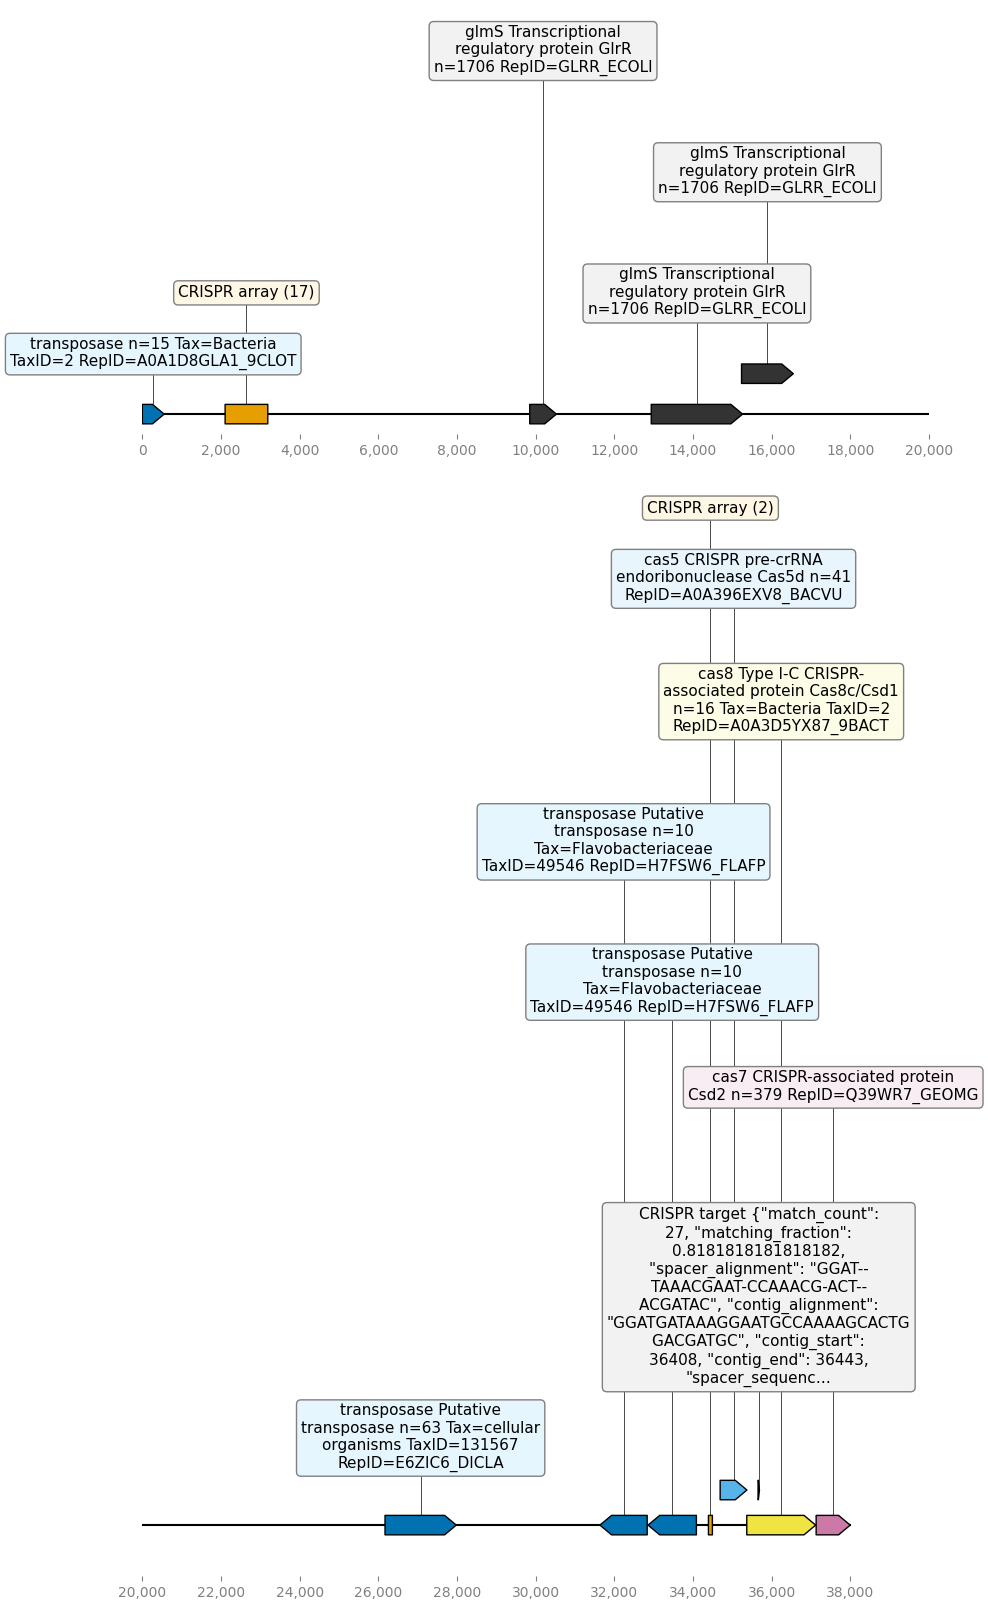 glmS Transcriptional
regulatory protein GlrR
n=1706 RepID=GLRR_ECOLI
glmS Transcriptional
regulatory protein GlrR
n=1706 RepID=GLRR_ECOLI
glmS Transcriptional
regulatory protein GlrR
n=1706 RepID=GLRR_ECOLI
CRISPR array (17)
transposase n=15 Tax=Bacteria
TaxID=2 RepID=A0A1D8GLA1_9CLOT
0 2,000 4,000 6,000 8,000 10,000 12,000 14,000 16,000 18,000 20,000
CRISPR array (2)
cas5 CRISPR pre-crRNA
endoribonuclease Cas5d n=41
RepID=A0A396EXV8_BACVU
cas8 Type I-C CRISPR-
associated protein Cas8c/Csd1
n=16 Tax=Bacteria TaxID=2
RepID=A0A3D5YX87_9BACT
transposase Putative
transposase n=10
Tax=Flavobacteriaceae
TaxID=49546 RepID=H7FSW6_FLAFP
transposase Putative
transposase n=10
Tax=Flavobacteriaceae
TaxID=49546 RepID=H7FSW6_FLAFP
cas7 CRISPR-associated protein
Csd2 n=379 RepID=Q39WR7_GEOMG
CRISPR target {"match_count":
27, "matching_fraction":
0.8181818181818182,
"spacer_alignment": "GGAT--
TAAACGAAT-CCAAACG-ACT--
ACGATAC", "contig_alignment":
"GGATGATAAAGGAATGCCAAAAGCACTG
GACGATGC", "contig_start":
36408, "contig_end": 36443,
"spacer_sequenc...
transposase Putative
transposase n=63 Tax=cellular
organisms TaxID=131567
RepID=E6ZIC6_DICLA
20,000 22,000 24,000 26,000 28,000 30,000 32,000 34,000 36,000 38,000